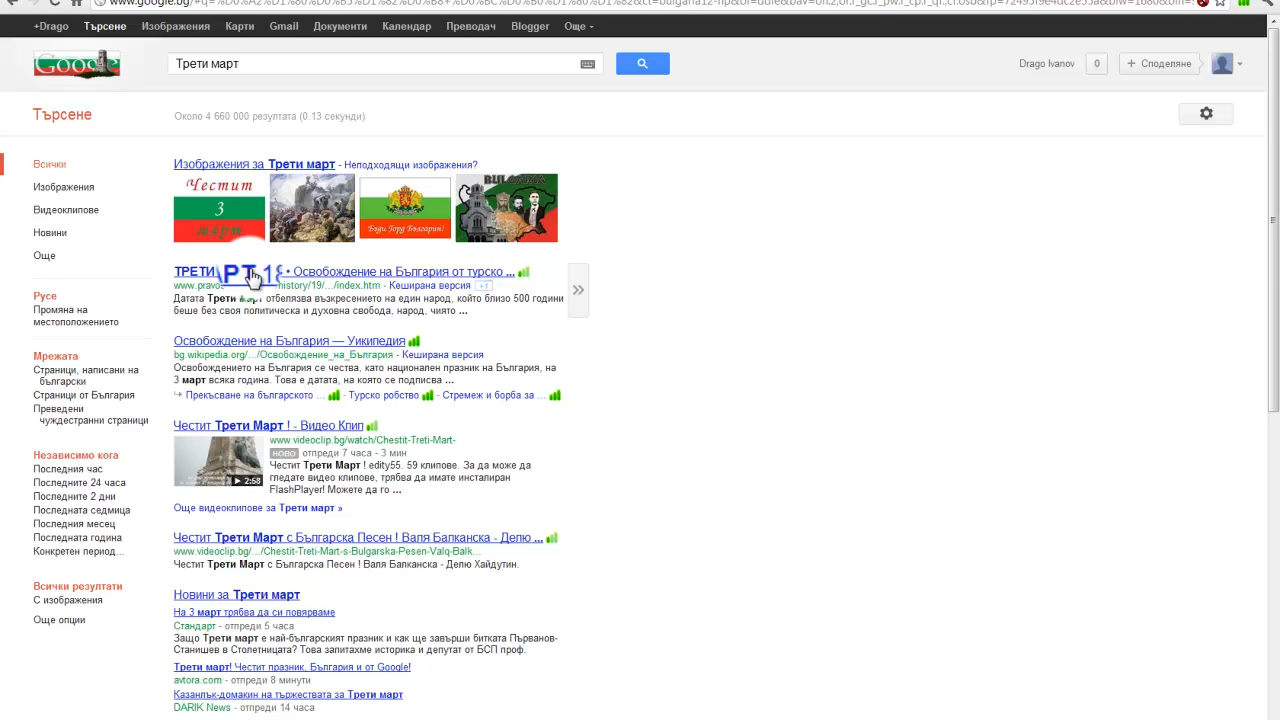 +Drago Търсене Изображения Карти Gmail Документи Календар Преводач Blogger Още
Google
Трети март
Drago Ivanov 0 + Споделяне
Търсене
Около 4 660 000 резултата (0.13 секунди)
Всички
Изображения
Видеоклипове
Новини
Още
Русе
Промяна на
местоположението
Мрежата
Страници, написани на
български
Страници от България
Преведени
чуждестранни страници
Независимо кога
Последния час
Последните 24 часа
Последните 2 дни
Последната седмица
Последния месец
Последната година
Конкретен период...
Всички резултати
С изображения
Още опции
Изображения за Трети март - Неподходящи изображения?
Честит
3
март
Бъди Горд Българин!
BULGARIA
ТРЕТИ • Освобождение на България от турско ...
history/19/.../index.htm - Кеширана версия +1
Датата Трети март отбелязва възкресението на един народ, който близо 500 години
беше без своя политическа и духовна свобода, народ, чиято ...
Освобождение на България — Уикипедия
bg.wikipedia.org/.../Освобождение_на_България - Кеширана версия
Освобождението на България се чества, като национален празник на България, на
3 март всяка година. Това е датата, на която се подписва ...
Прекъсване на българското ... - Турско робство - Стремеж и борба за ...
Честит Трети Март ! - Видео Клип
www.videoclip.bg/watch/Chestit-Treti-Mart-
НОВО отпреди 7 часа - 3 мин
Честит Трети Март ! edity55. 59 клипове. За да може да
гледате видео клипове, трябва да имате инсталиран
FlashPlayer! Можете да го ...
2:58
Още видеоклипове за Трети март »
Честит Трети Март с Българска Песен ! Валя Балканска - Делю ...
www.videoclip.bg/.../Chestit-Treti-Mart-s-Bulgarska-Pesen-Valq-Balk...
Честит Трети Март с Българска Песен ! Валя Балканска - Делю Хайдутин.
Новини за Трети март
На 3 март трябва да си повярваме
Стандарт - отпреди 5 часа
Защо Трети март е най-българският празник и как ще завърши битката Първанов-
Станишев в Столетницата? Това запитахме историка и депутат от БСП проф.
Трети март! Честит празник, България и от Google!
avtora.com - отпреди 8 минути
Казанлък-домакин на тържествата за Трети март
DARIK News - отпреди 14 часа